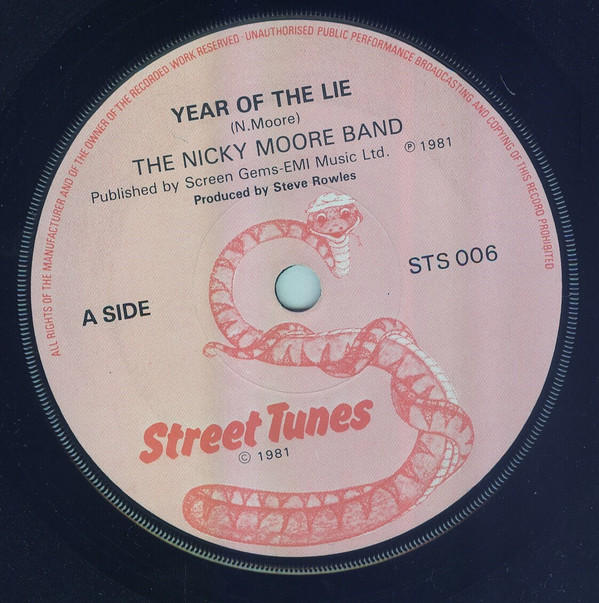 ALL RIGHTS OF THE MANUFACTURER AND OF THE OWNER OF THE RECORDED WORK RESERVED · UNAUTHORISED PUBLIC PERFORMANCE BROADCASTING AND COPYING OF THIS RECORD PROHIBITED
YEAR OF THE LIE
(N.Moore)
THE NICKY MOORE BAND
Published by Screen Gems-EMI Music Ltd. ℗ 1981
Produced by Steve Rowles
STS 006
A SIDE
Street Tunes
© 1981